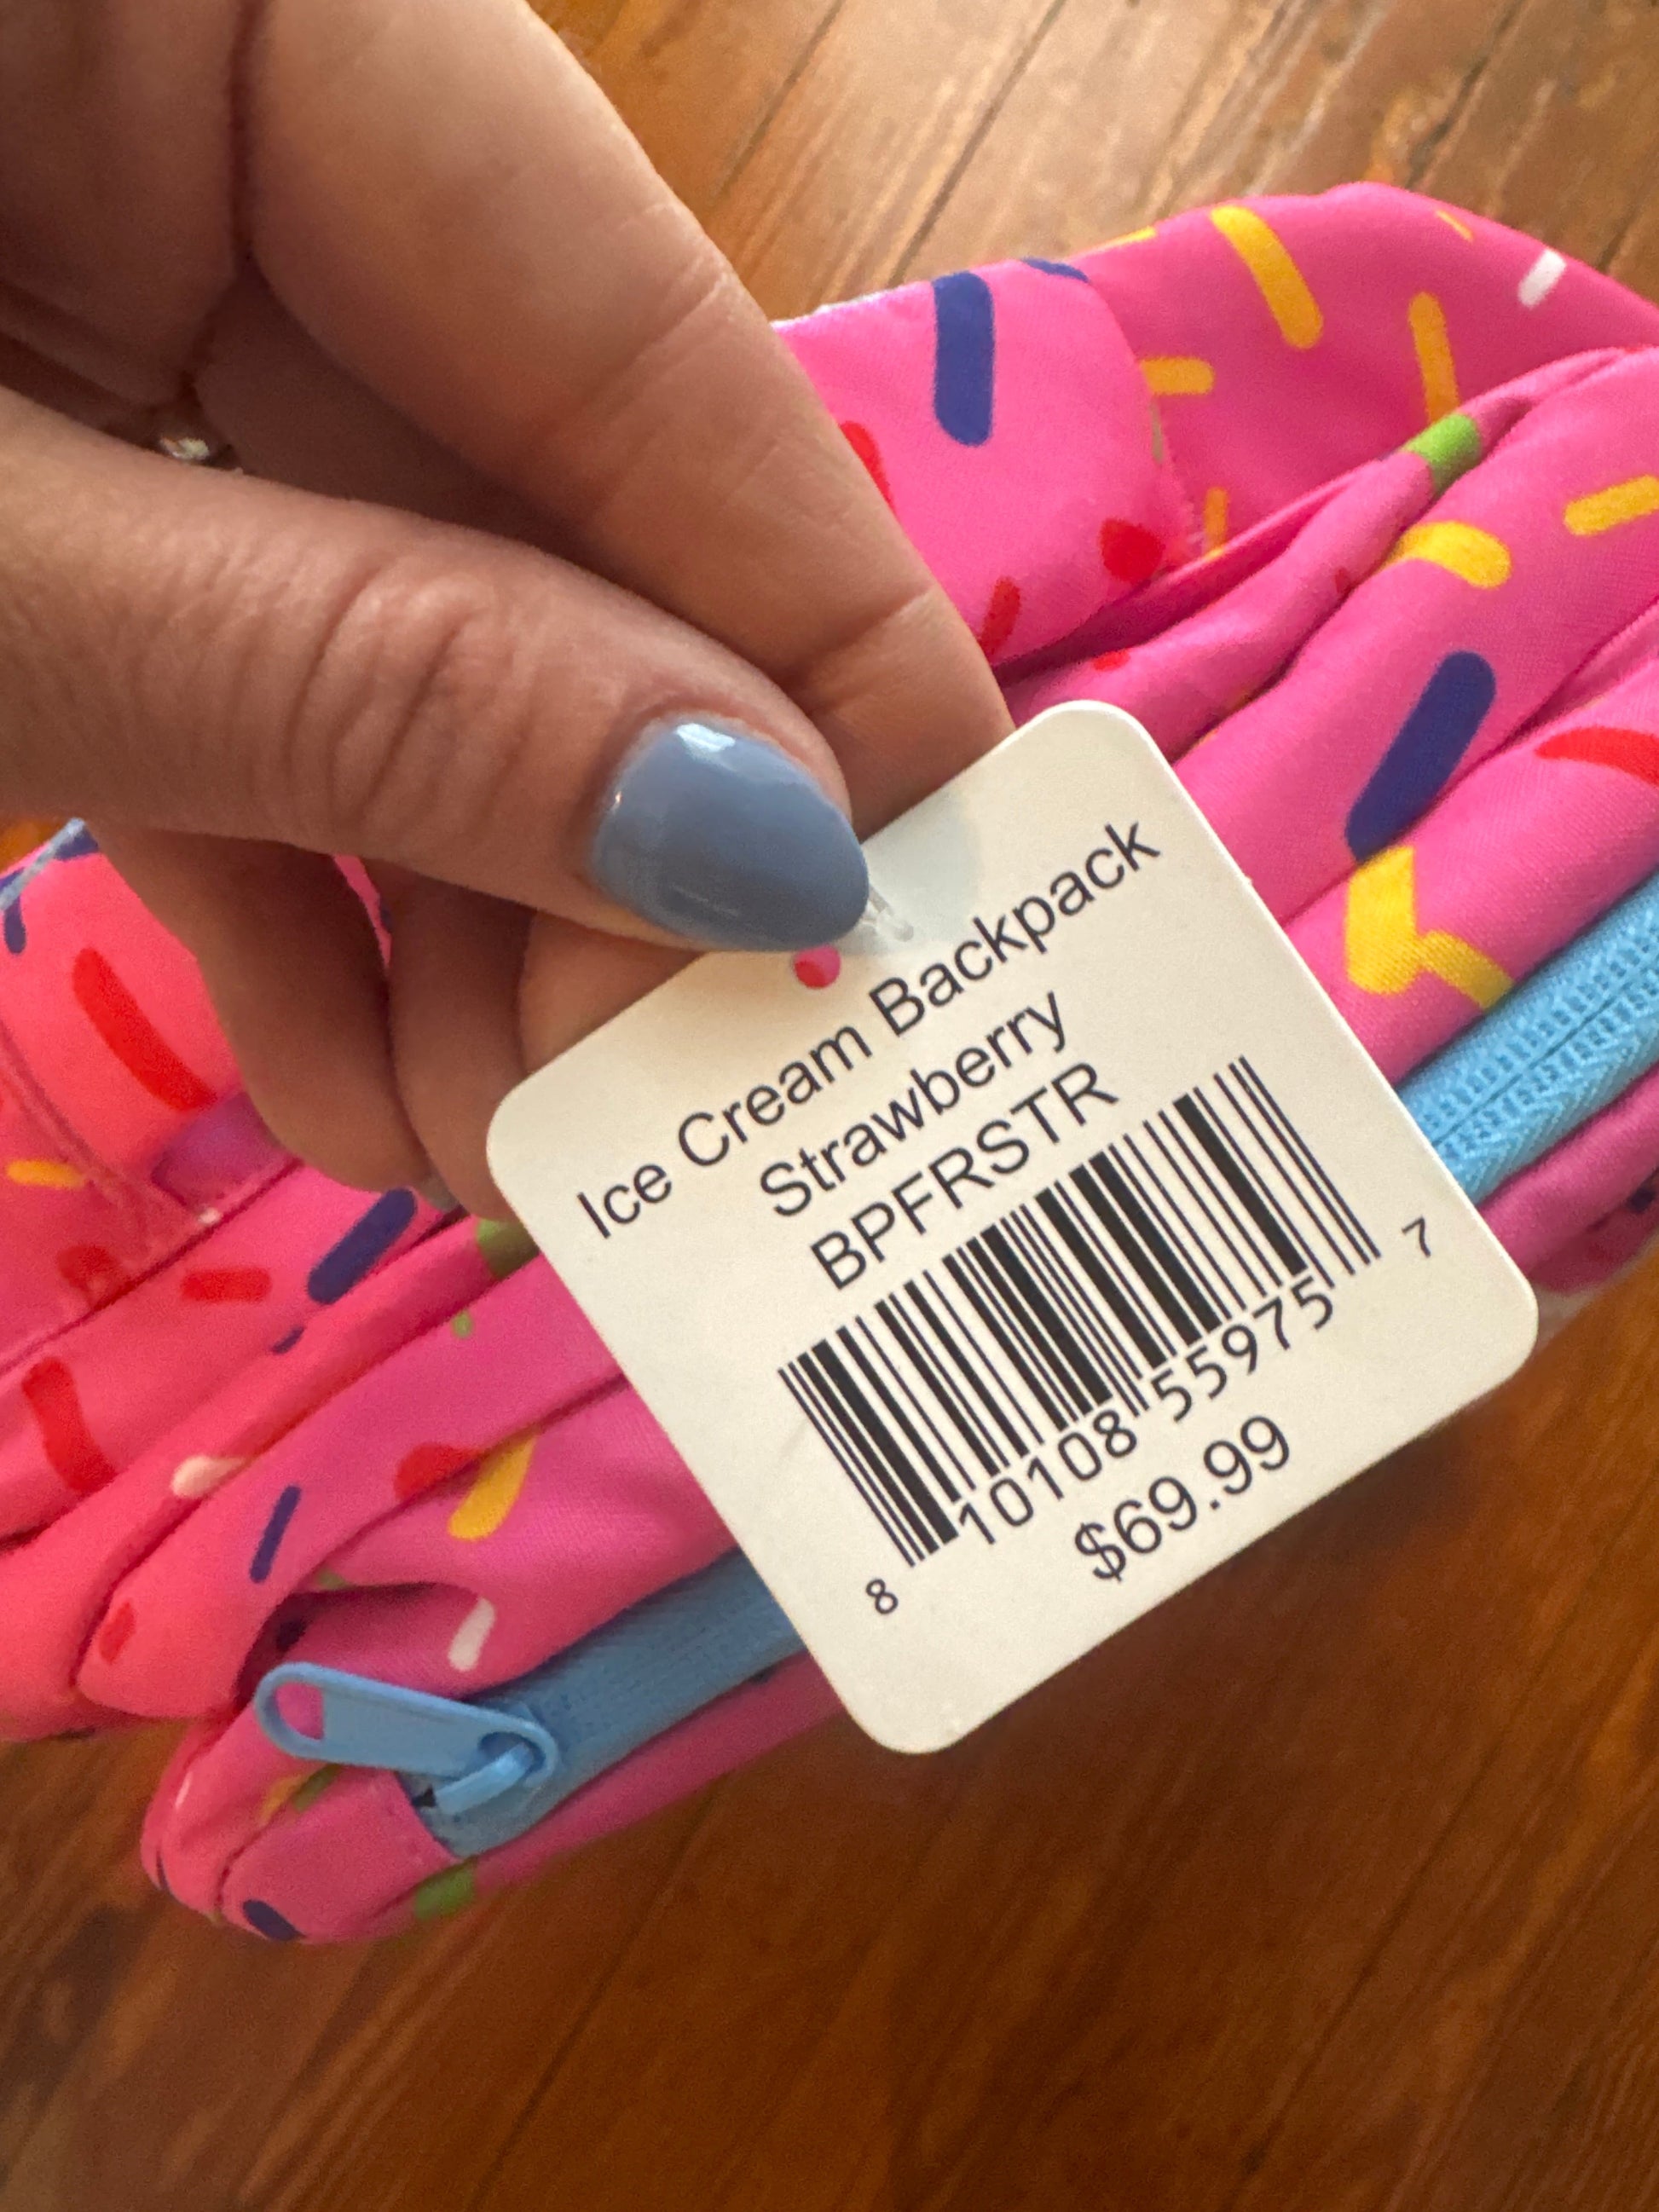 Ice Cream Backpack
Strawberry
BPFRSTR
8 10108 55975 7
$69.99